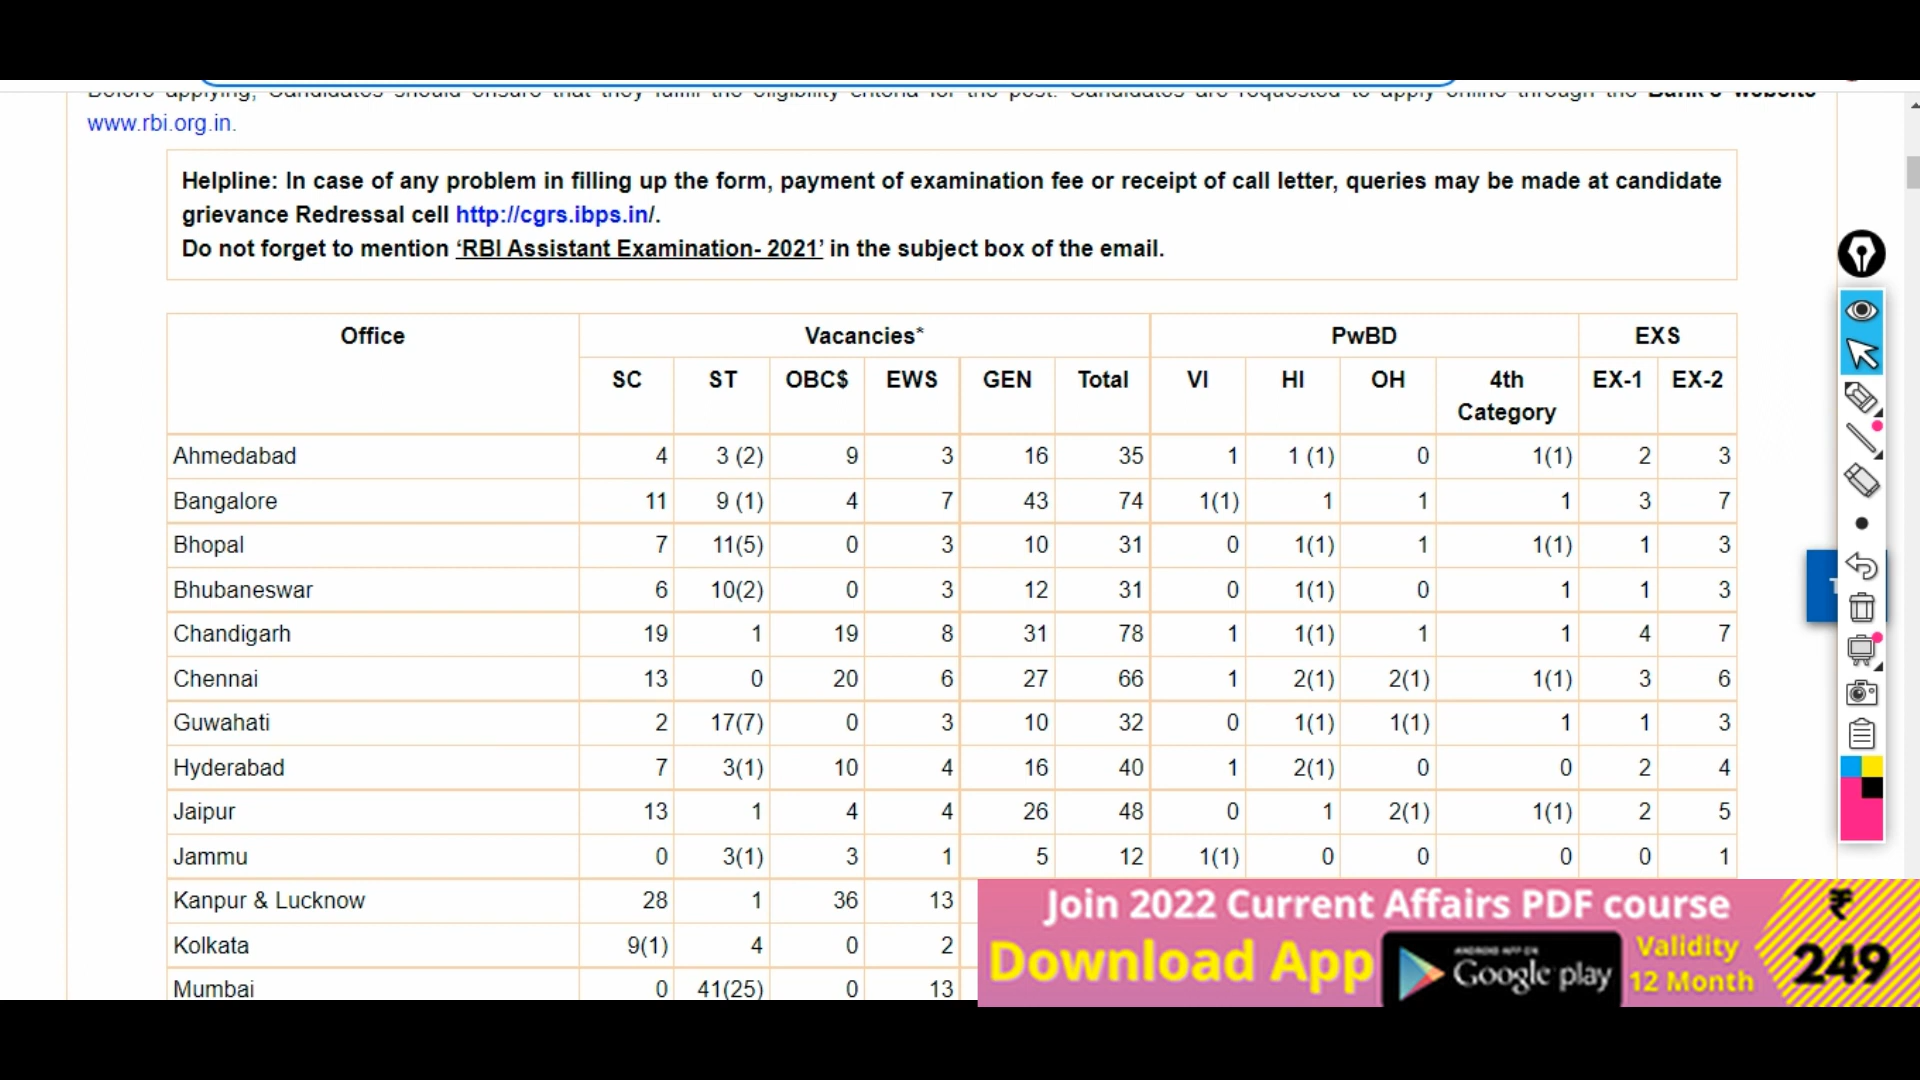 www.rbi.org.in.
Helpline: In case of any problem in filling up the form, payment of examination fee or receipt of call letter, queries may be made at candidate
grievance Redressal cell http://cgrs.ibps.in/.
Do not forget to mention ‘RBI Assistant Examination- 2021’ in the subject box of the email.
Office Vacancies* PwBD EXS
SC ST OBC$ EWS GEN Total VI HI OH 4th Category EX-1 EX-2
Ahmedabad 4 3 (2) 9 3 16 35 1 1 (1) 0 1(1) 2 3
Bangalore 11 9 (1) 4 7 43 74 1(1) 1 1 1 3 7
Bhopal 7 11(5) 0 3 10 31 0 1(1) 1 1(1) 1 3
Bhubaneswar 6 10(2) 0 3 12 31 0 1(1) 0 1 1 3
Chandigarh 19 1 19 8 31 78 1 1(1) 1 1 4 7
Chennai 13 0 20 6 27 66 1 2(1) 2(1) 1(1) 3 6
Guwahati 2 17(7) 0 3 10 32 0 1(1) 1(1) 1 1 3
Hyderabad 7 3(1) 10 4 16 40 1 2(1) 0 0 2 4
Jaipur 13 1 4 4 26 48 0 1 2(1) 1(1) 2 5
Jammu 0 3(1) 3 1 5 12 1(1) 0 0 0 0 1
Kanpur & Lucknow 28 1 36 13
Kolkata 9(1) 4 0 2
Mumbai 0 41(25) 0 13
Join 2022 Current Affairs PDF course
Download App
ANDROID APP ON
Google play
Validity
12 Month
₹
249